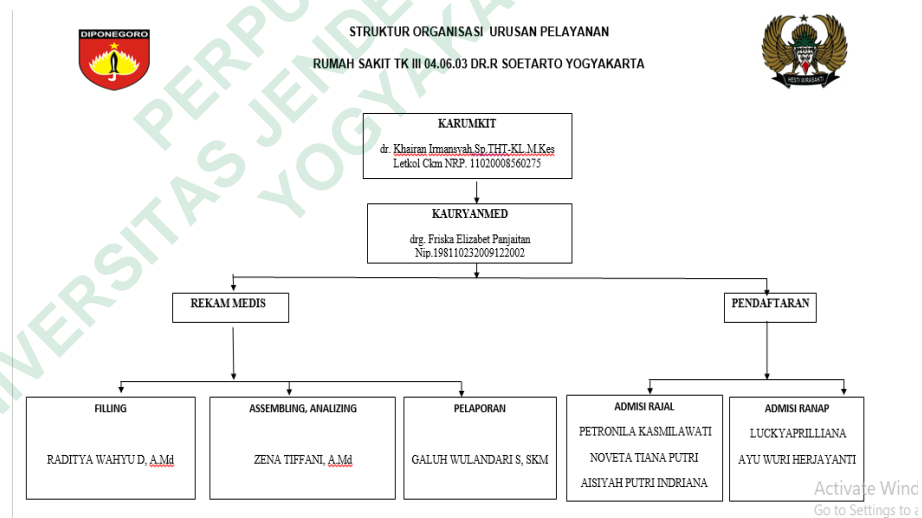 DIPONEGORO
STRUKTUR ORGANISASI URUSAN PELAYANAN
RUMAH SAKIT TK III 04.06.03 DR.R SOETARTO YOGYAKARTA
HESTI WIRASAKTI
KARUMKIT
dr. Khairan Irmansyah,Sp.THT-KL.M.Kes
Letkol Ckm NRP. 11020008560275
KAURYANMED
drg. Friska Elizabet Panjaitan
Nip.198110232009122002
REKAM MEDIS
PENDAFTARAN
FILLING
RADITYA WAHYU D, A.Md
ASSEMBLING, ANALIZING
ZENA TIFFANI, A.Md
PELAPORAN
GALUH WULANDARI S, SKM
ADMISI RAJAL
PETRONILA KASMILAWATI
NOVETA TIANA PUTRI
AISIYAH PUTRI INDRIANA
ADMISI RANAP
LUCKYAPRILLIANA
AYU WURI HERJAYANTI
PERPU
UNIVERSITAS JENDE
YOGYAKA
Activate Wind
Go to Settings to a